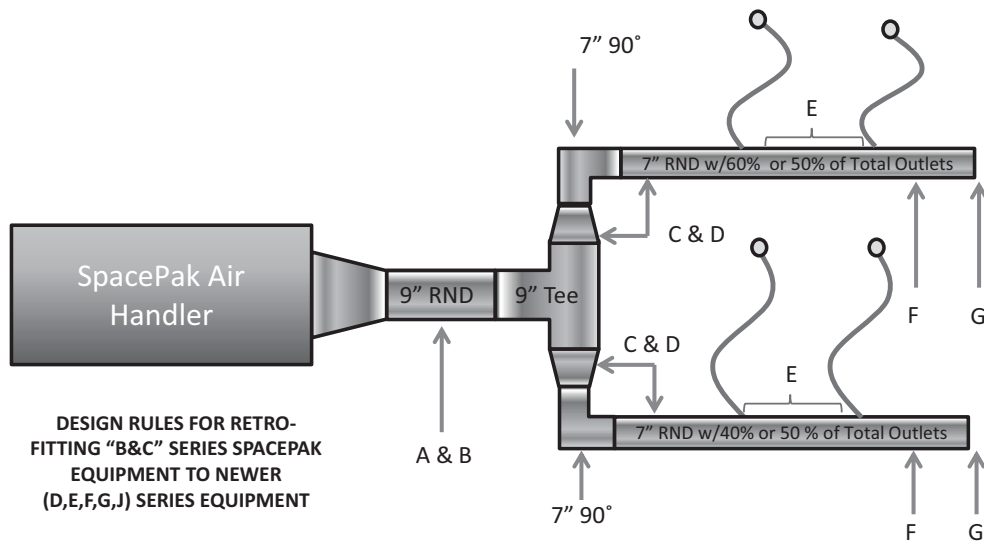 7” 90˚
E
7” RND w/60% or 50% of Total Outlets
C & D
SpacePak Air
Handler
9” RND
9” Tee
F
G
C & D
E
DESIGN RULES FOR RETRO-
FITTING “B&C” SERIES SPACEPAK
EQUIPMENT TO NEWER
(D,E,F,G,J) SERIES EQUIPMENT
A & B
7” RND w/40% or 50 % of Total Outlets
7” 90˚
F
G